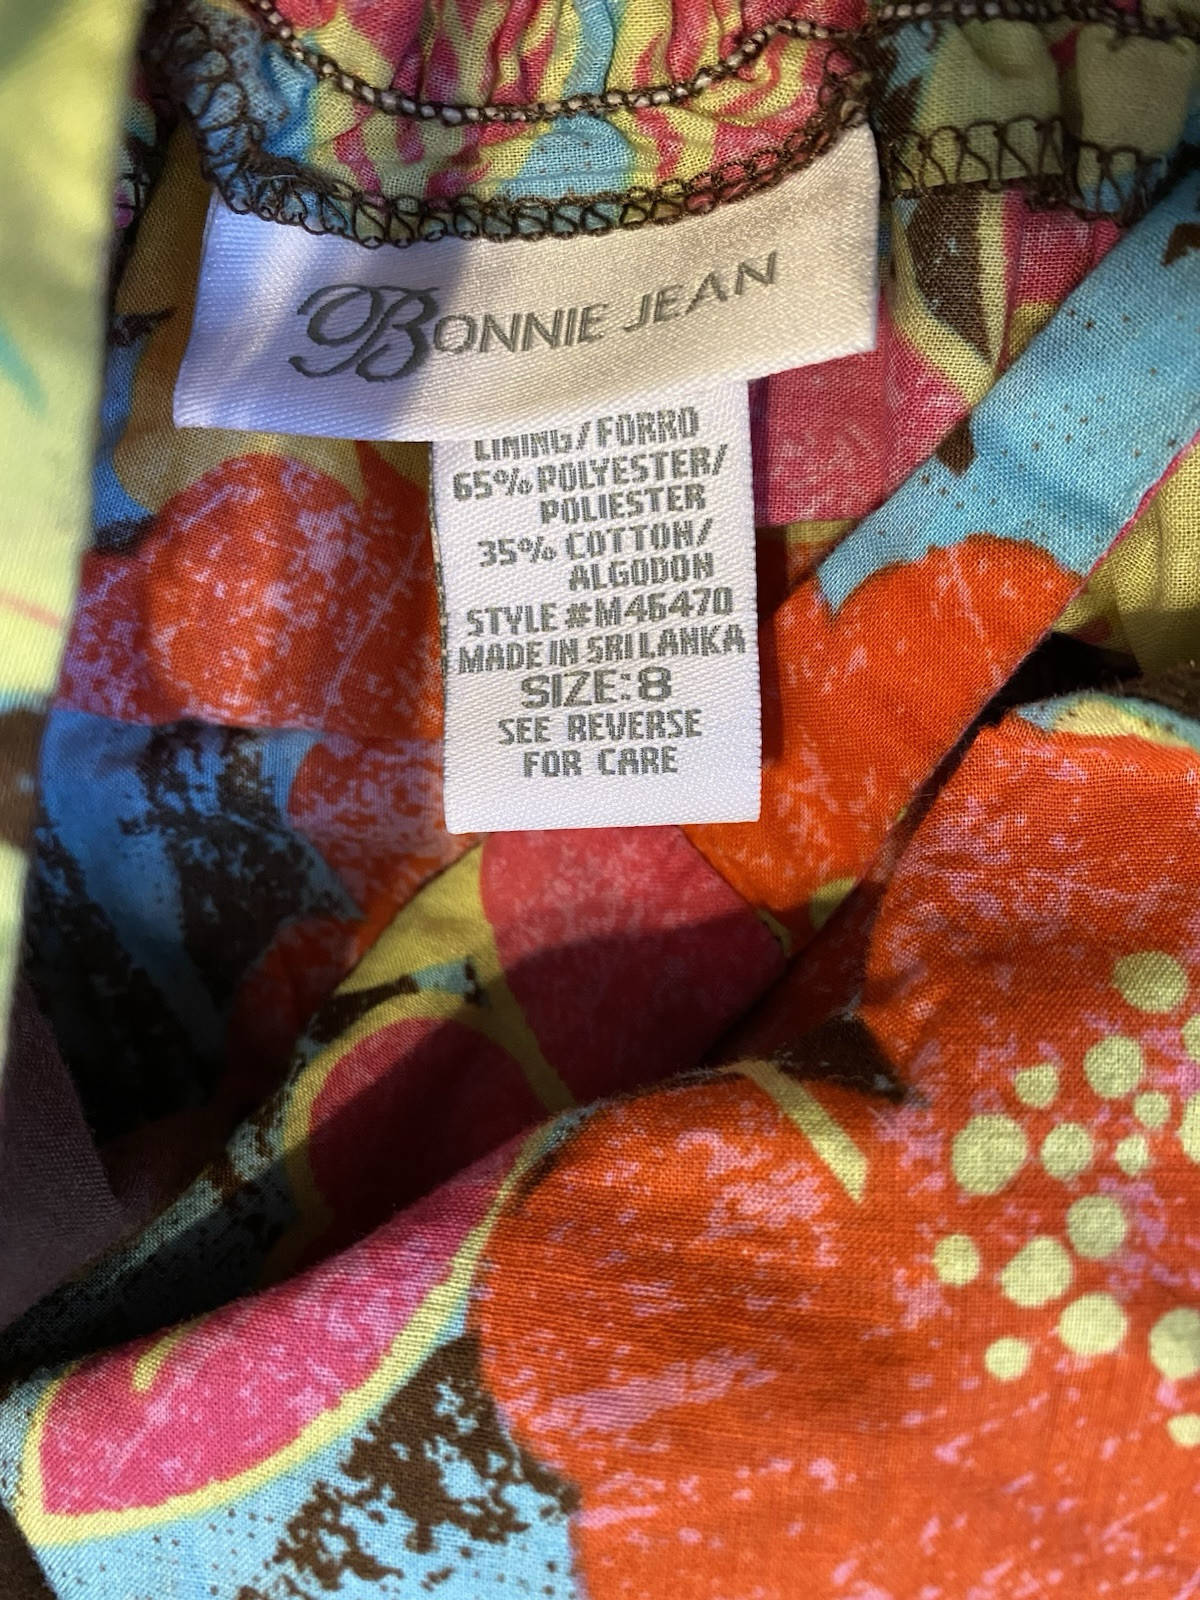 BONNIE JEAN
LINING/FORRO
65% POLYESTER/
POLIESTER
35% COTTON/
ALGODON
STYLE #M46470
MADE IN SRI LANKA
SIZE:8
SEE REVERSE
FOR CARE